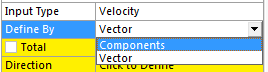 Input Type Velocity
Define By Vector
Total Components
Vector
Direction Click to Define